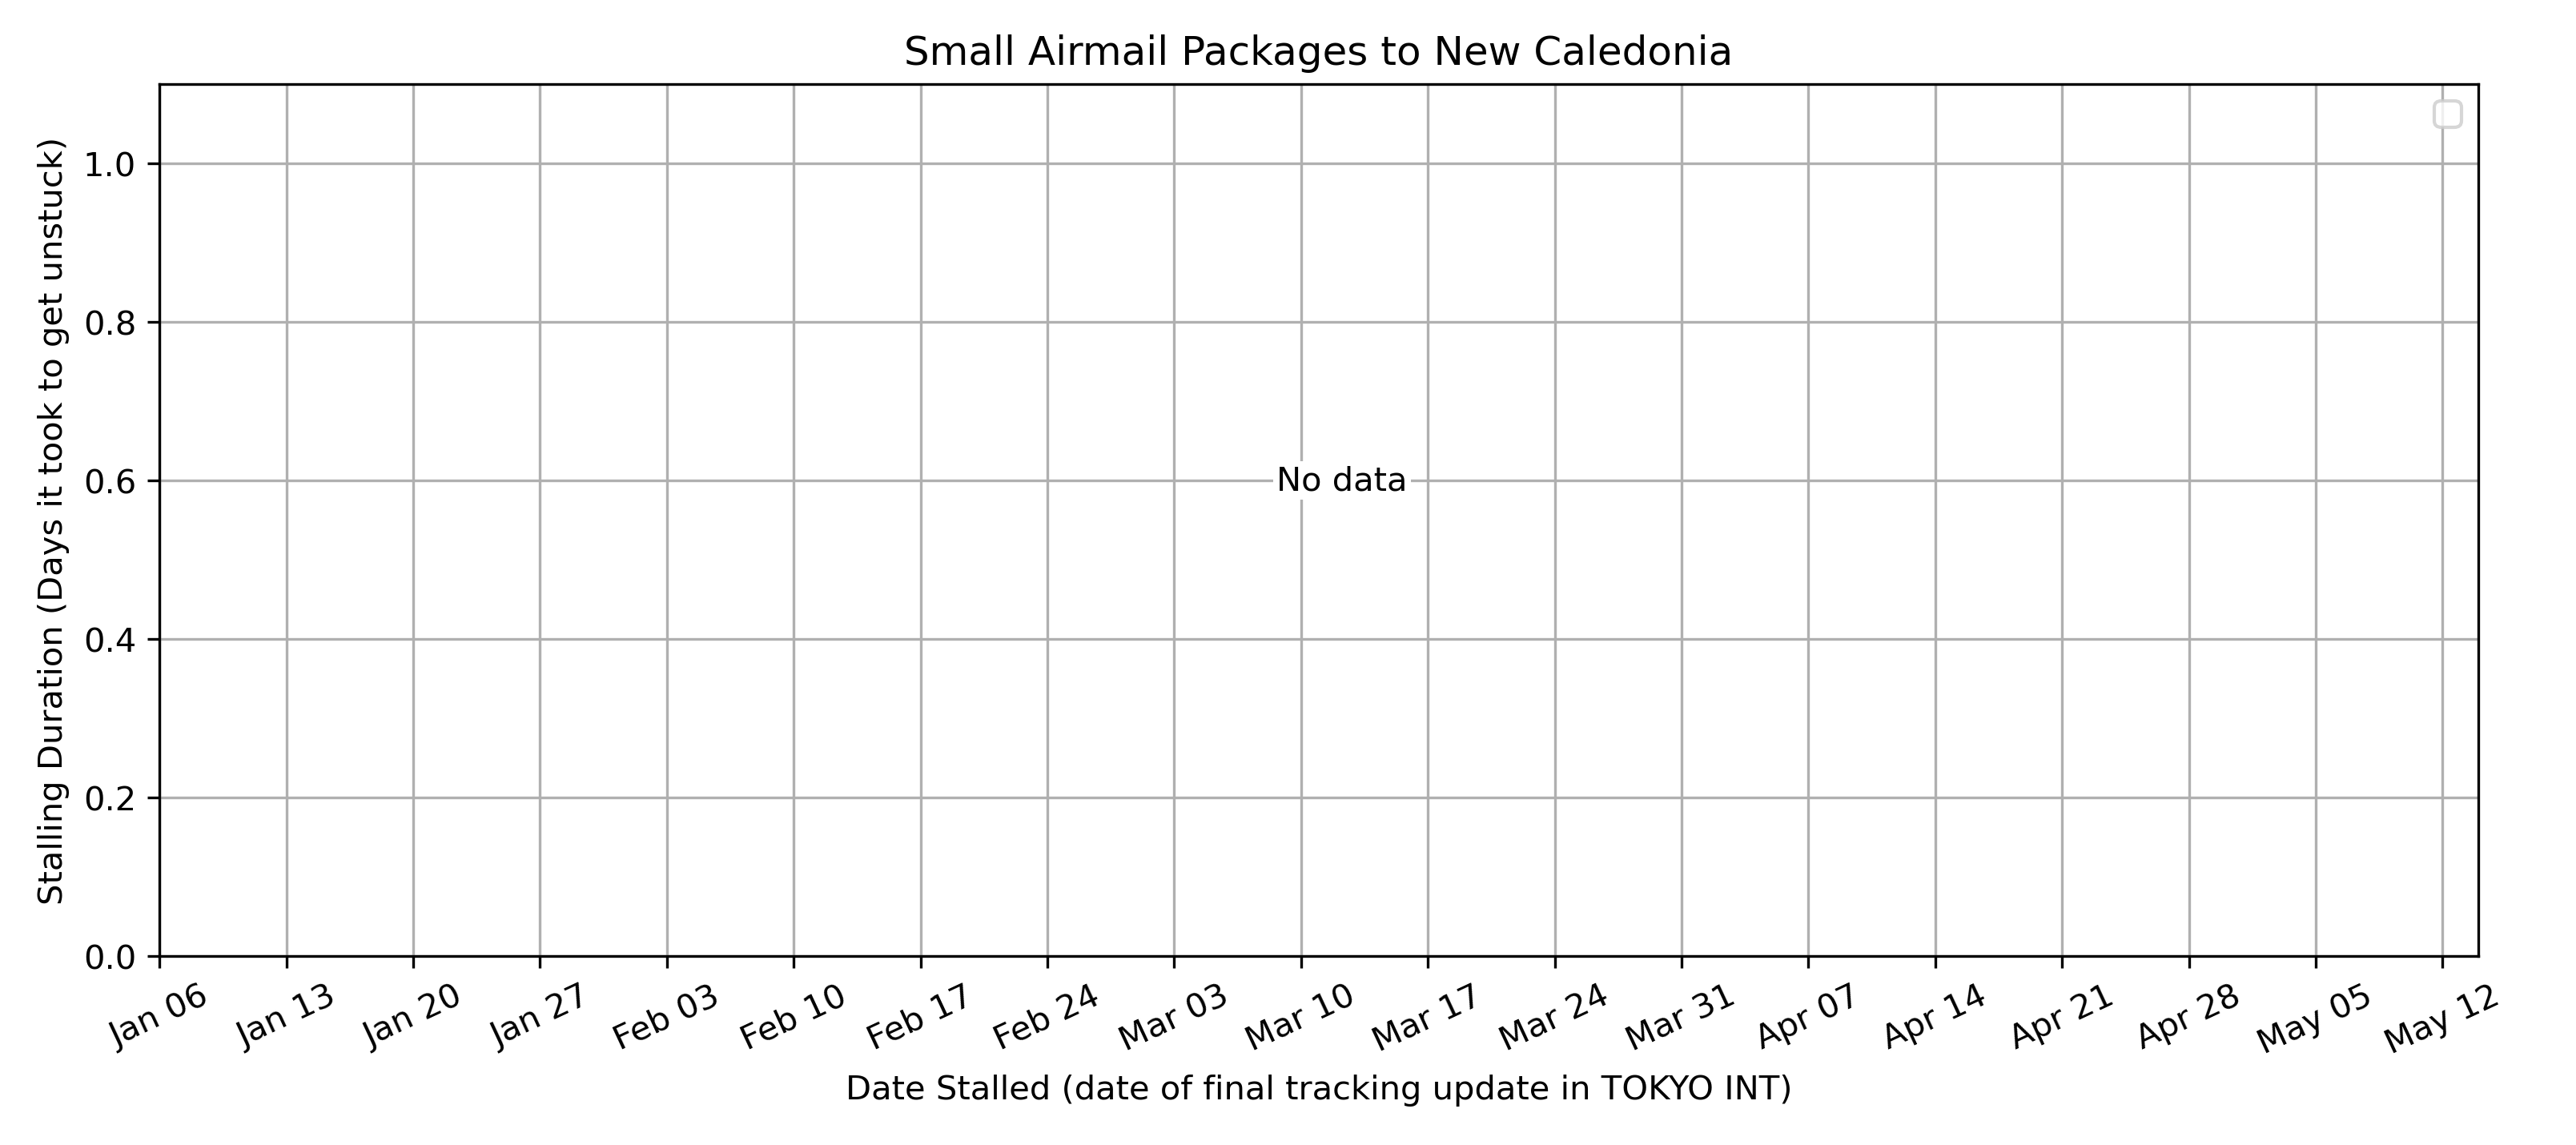 Small Airmail Packages to New Caledonia
Stalling Duration (Days it took to get unstuck)
1.0
0.8
0.6
0.4
0.2
0.0
No data
Jan 06
Jan 13
Jan 20
Jan 27
Feb 03
Feb 10
Feb 17
Feb 24
Mar 03
Mar 10
Mar 17
Mar 24
Mar 31
Apr 07
Apr 14
Apr 21
Apr 28
May 05
May 12
Date Stalled (date of final tracking update in TOKYO INT)